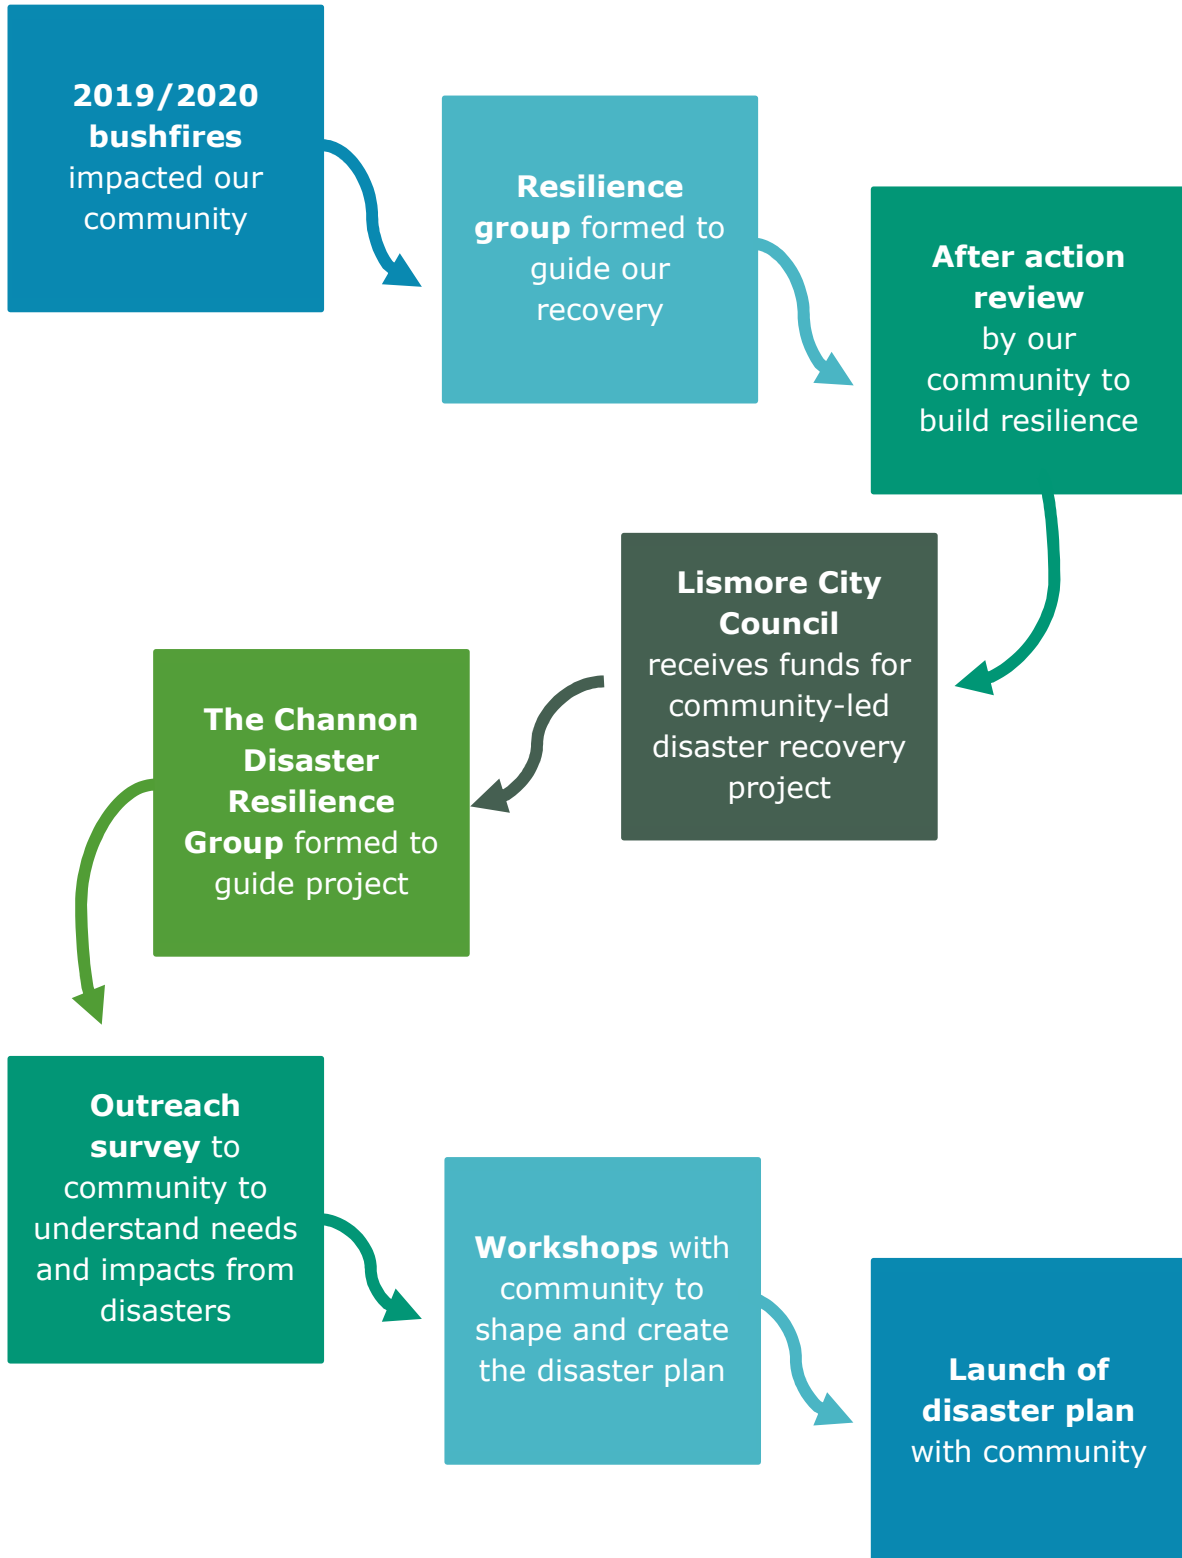 2019/2020
bushfires
impacted our
community
Resilience
group formed to
guide our
recovery
After action
review
by our
community to
build resilience
Lismore City
Council
receives funds for
community-led
disaster recovery
project
The Channon
Disaster
Resilience
Group formed to
guide project
Outreach
survey to
community to
understand needs
and impacts from
disasters
Workshops with
community to
shape and create
the disaster plan
Launch of
disaster plan
with community